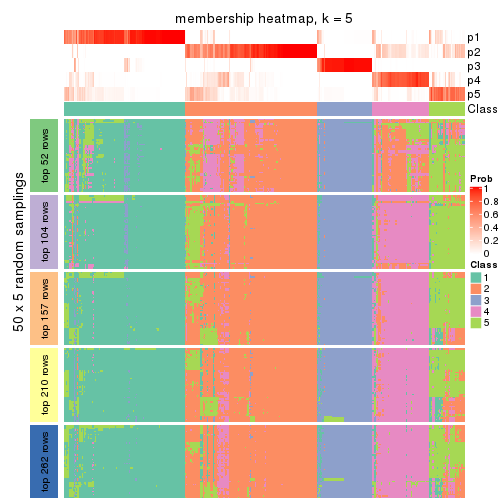 membership heatmap, k = 5
p1
p2
p3
p4
p5
Class
50 x 5 random samplings
top 52 rows
top 104 rows
top 157 rows
top 210 rows
top 262 rows
Prob
1
0.8
0.6
0.4
0.2
0
Class
1
2
3
4
5